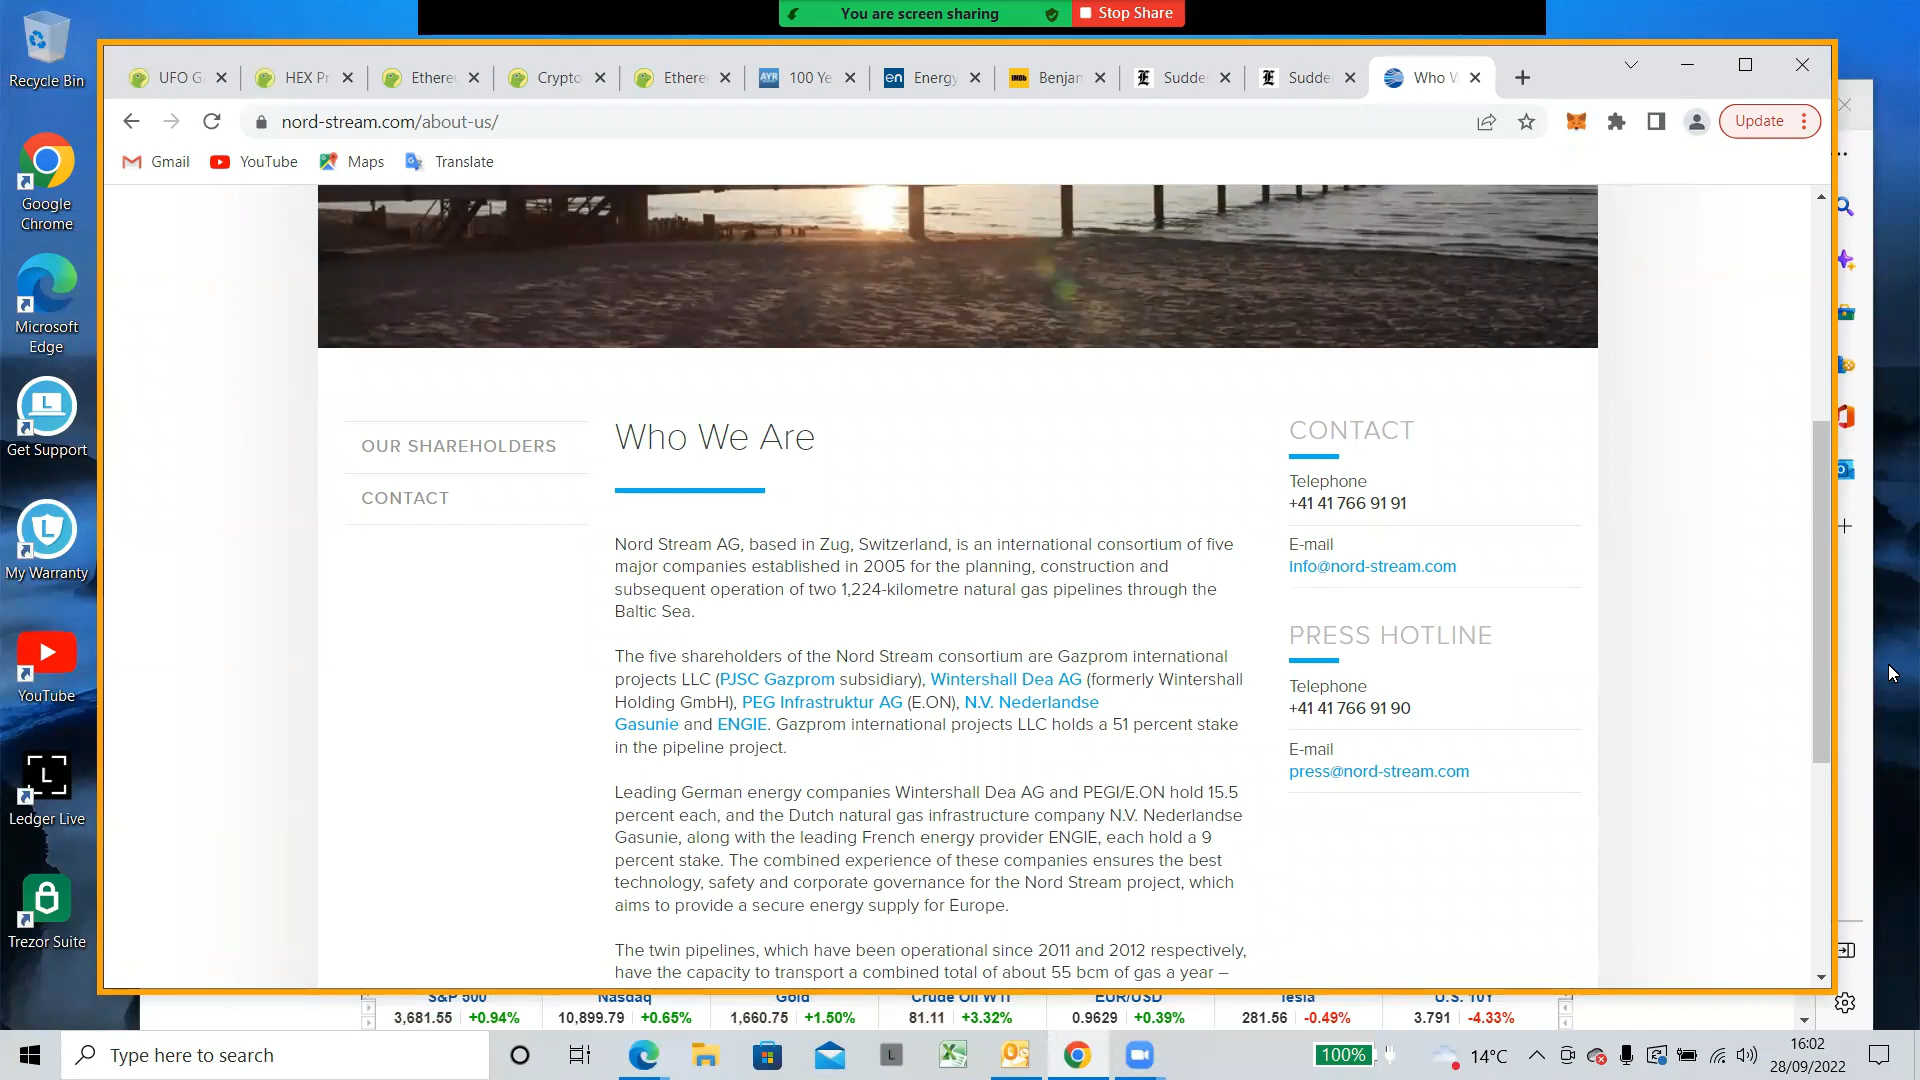 You are screen sharing
Stop Share
Recycle Bin
UFO G
HEX Pr
Ethere
Crypto
Ethere
AYR
100 Ye
en
Energy
IMDb
Benjan
Sudde
Sudde
Who W
nord-stream.com/about-us/
Update
Gmail
YouTube
Maps
Translate
Google
Chrome
Microsoft
Edge
Get Support
My Warranty
YouTube
Ledger Live
Trezor Suite
OUR SHAREHOLDERS
CONTACT
Who We Are
Nord Stream AG, based in Zug, Switzerland, is an international consortium of five
major companies established in 2005 for the planning, construction and
subsequent operation of two 1,224-kilometre natural gas pipelines through the
Baltic Sea.
The five shareholders of the Nord Stream consortium are Gazprom international
projects LLC (PJSC Gazprom subsidiary), Wintershall Dea AG (formerly Wintershall
Holding GmbH), PEG Infrastruktur AG (E.ON), N.V. Nederlandse
Gasunie and ENGIE. Gazprom international projects LLC holds a 51 percent stake
in the pipeline project.
Leading German energy companies Wintershall Dea AG and PEGI/E.ON hold 15.5
percent each, and the Dutch natural gas infrastructure company N.V. Nederlandse
Gasunie, along with the leading French energy provider ENGIE, each hold a 9
percent stake. The combined experience of these companies ensures the best
technology, safety and corporate governance for the Nord Stream project, which
aims to provide a secure energy supply for Europe.
The twin pipelines, which have been operational since 2011 and 2012 respectively,
have the capacity to transport a combined total of about 55 bcm of gas a year –
CONTACT
Telephone
+41 41 766 91 91
E-mail
info@nord-stream.com
PRESS HOTLINE
Telephone
+41 41 766 91 90
E-mail
press@nord-stream.com
S&P 500
Nasdaq
Gold
Crude Oil WTI
EUR/USD
Tesla
U.S. 10Y
3,681.55 +0.94%
10,899.79 +0.65%
1,660.75 +1.50%
81.11 +3.32%
0.9629 +0.39%
281.56 -0.49%
3.791 -4.33%
Type here to search
100%
14°C
16:02
28/09/2022